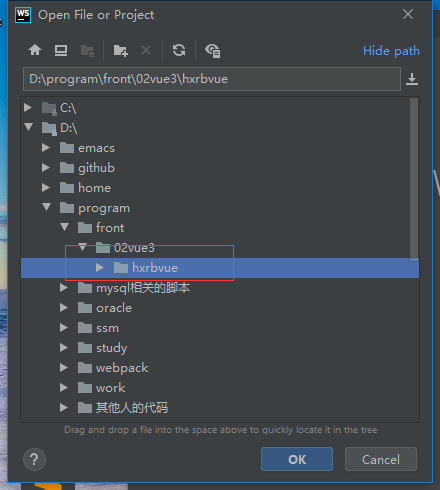 WS Open File or Project
Hide path
D:\program\front\02vue3\hxrbvue
C:\
D:\
emacs
github
home
program
front
02vue3
hxrbvue
mysql相关的脚本
oracle
ssm
study
webpack
work
其他人的代码
Drag and drop a file into the space above to quickly locate it in the tree
?
OK
Cancel